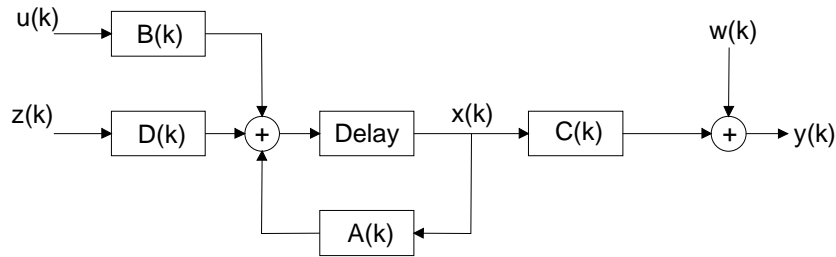 u(k)
B(k)
w(k)
z(k)
D(k)
+
Delay
x(k)
C(k)
+
y(k)
A(k)